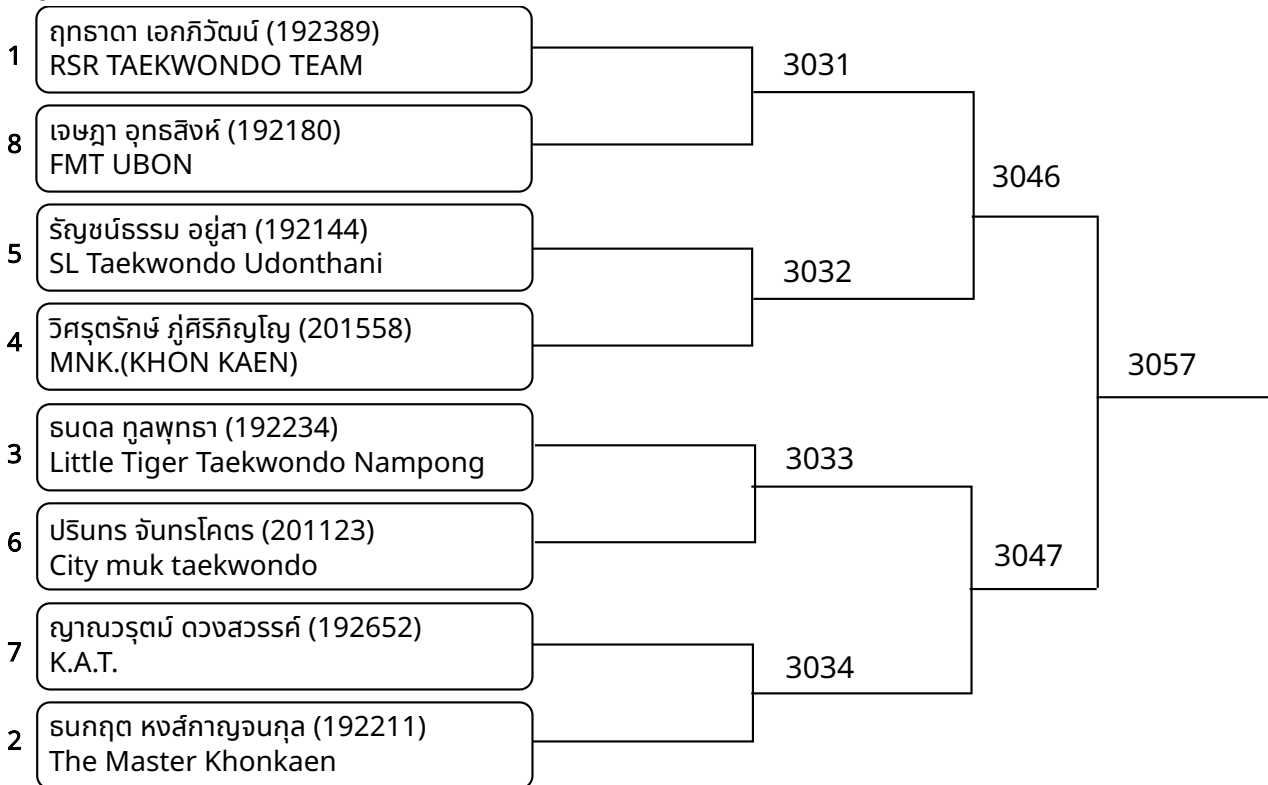 1
ฤทธาดา เอกภิวัฒน์ (192389)
RSR TAEKWONDO TEAM
3031
8
เจษฎา อุทธสิงห์ (192180)
FMT UBON
3046
5
รัญชน์ธรรม อยู่สา (192144)
SL Taekwondo Udonthani
3032
4
วิศรุตรักษ์ ภู่ศิริภิญโญ (201558)
MNK.(KHON KAEN)
3057
3
ธนดล ทูลพุทธา (192234)
Little Tiger Taekwondo Nampong
3033
6
ปรินทร จันทรโคตร (201123)
City muk taekwondo
3047
7
ญาณวรุตม์ ดวงสวรรค์ (192652)
K.A.T.
3034
2
ธนกฤต หงส์กาญจนกุล (192211)
The Master Khonkaen